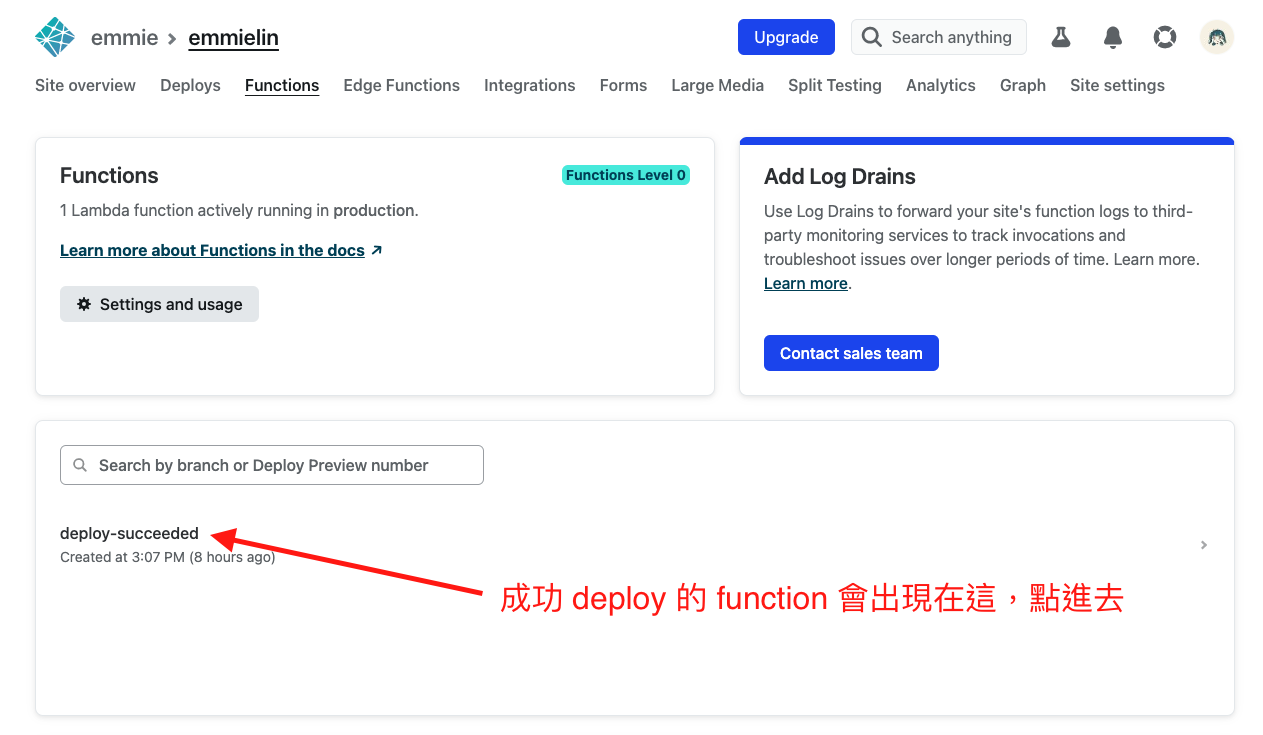 emmie > emmielin
Upgrade
Search anything
Site overview Deploys Functions Edge Functions Integrations Forms Large Media Split Testing Analytics Graph Site settings
Functions
Functions Level 0
1 Lambda function actively running in production.
Learn more about Functions in the docs ↗
Settings and usage
Add Log Drains
Use Log Drains to forward your site's function logs to third-
party monitoring services to track invocations and
troubleshoot issues over longer periods of time. Learn more.
Learn more.
Contact sales team
Search by branch or Deploy Preview number
deploy-succeeded
Created at 3:07 PM (8 hours ago)
成功 deploy 的 function 會出現在這，點進去